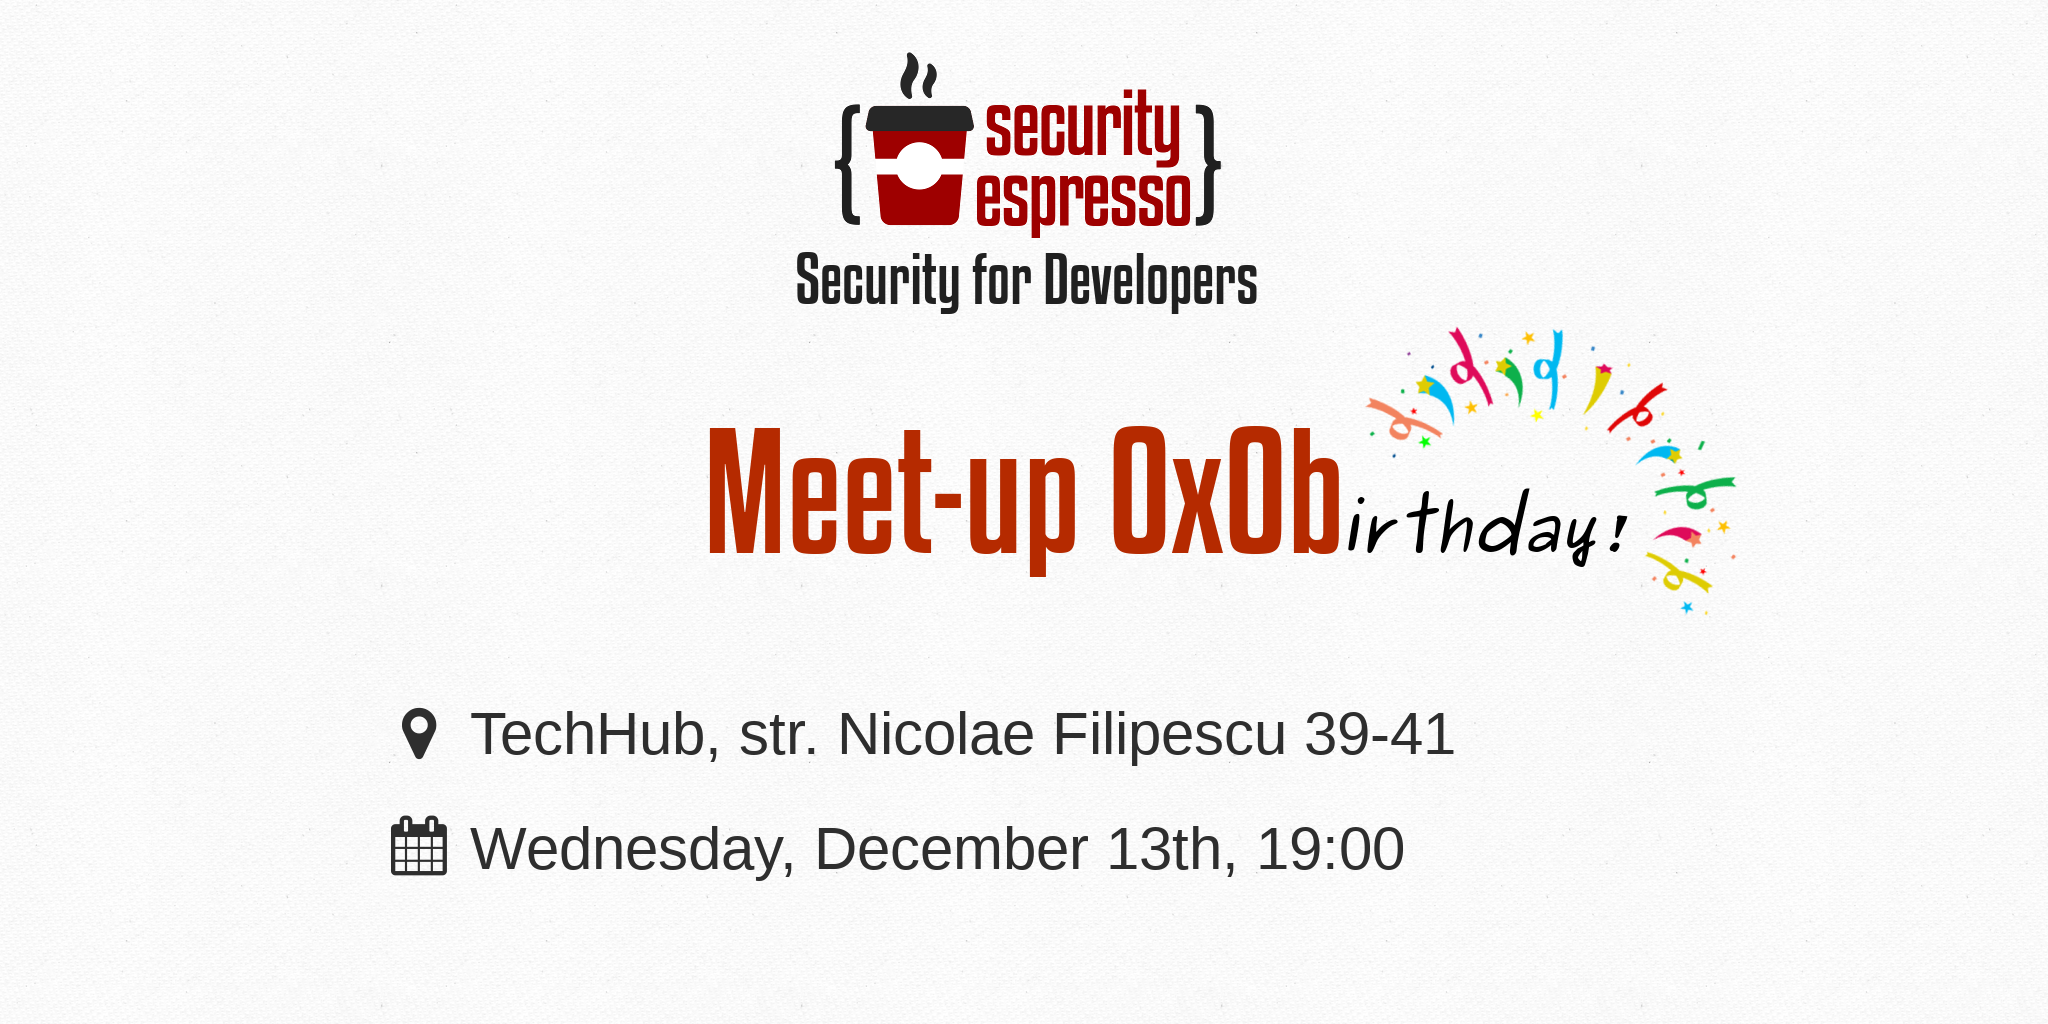 { security
espresso }
Security for Developers
Meet-up 0x0birthday!
TechHub, str. Nicolae Filipescu 39-41
Wednesday, December 13th, 19:00